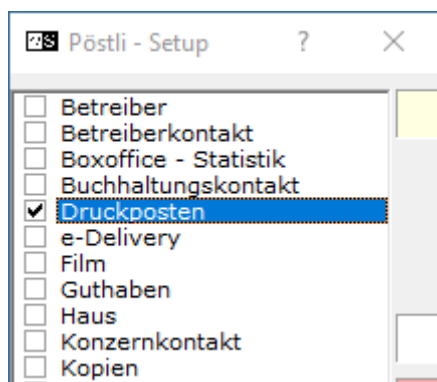 Pöstli - Setup ? ×
Betreiber
Betreiberkontakt
Boxoffice - Statistik
Buchhaltungskontakt
Druckposten
e-Delivery
Film
Guthaben
Haus
Konzernkontakt
Kopien